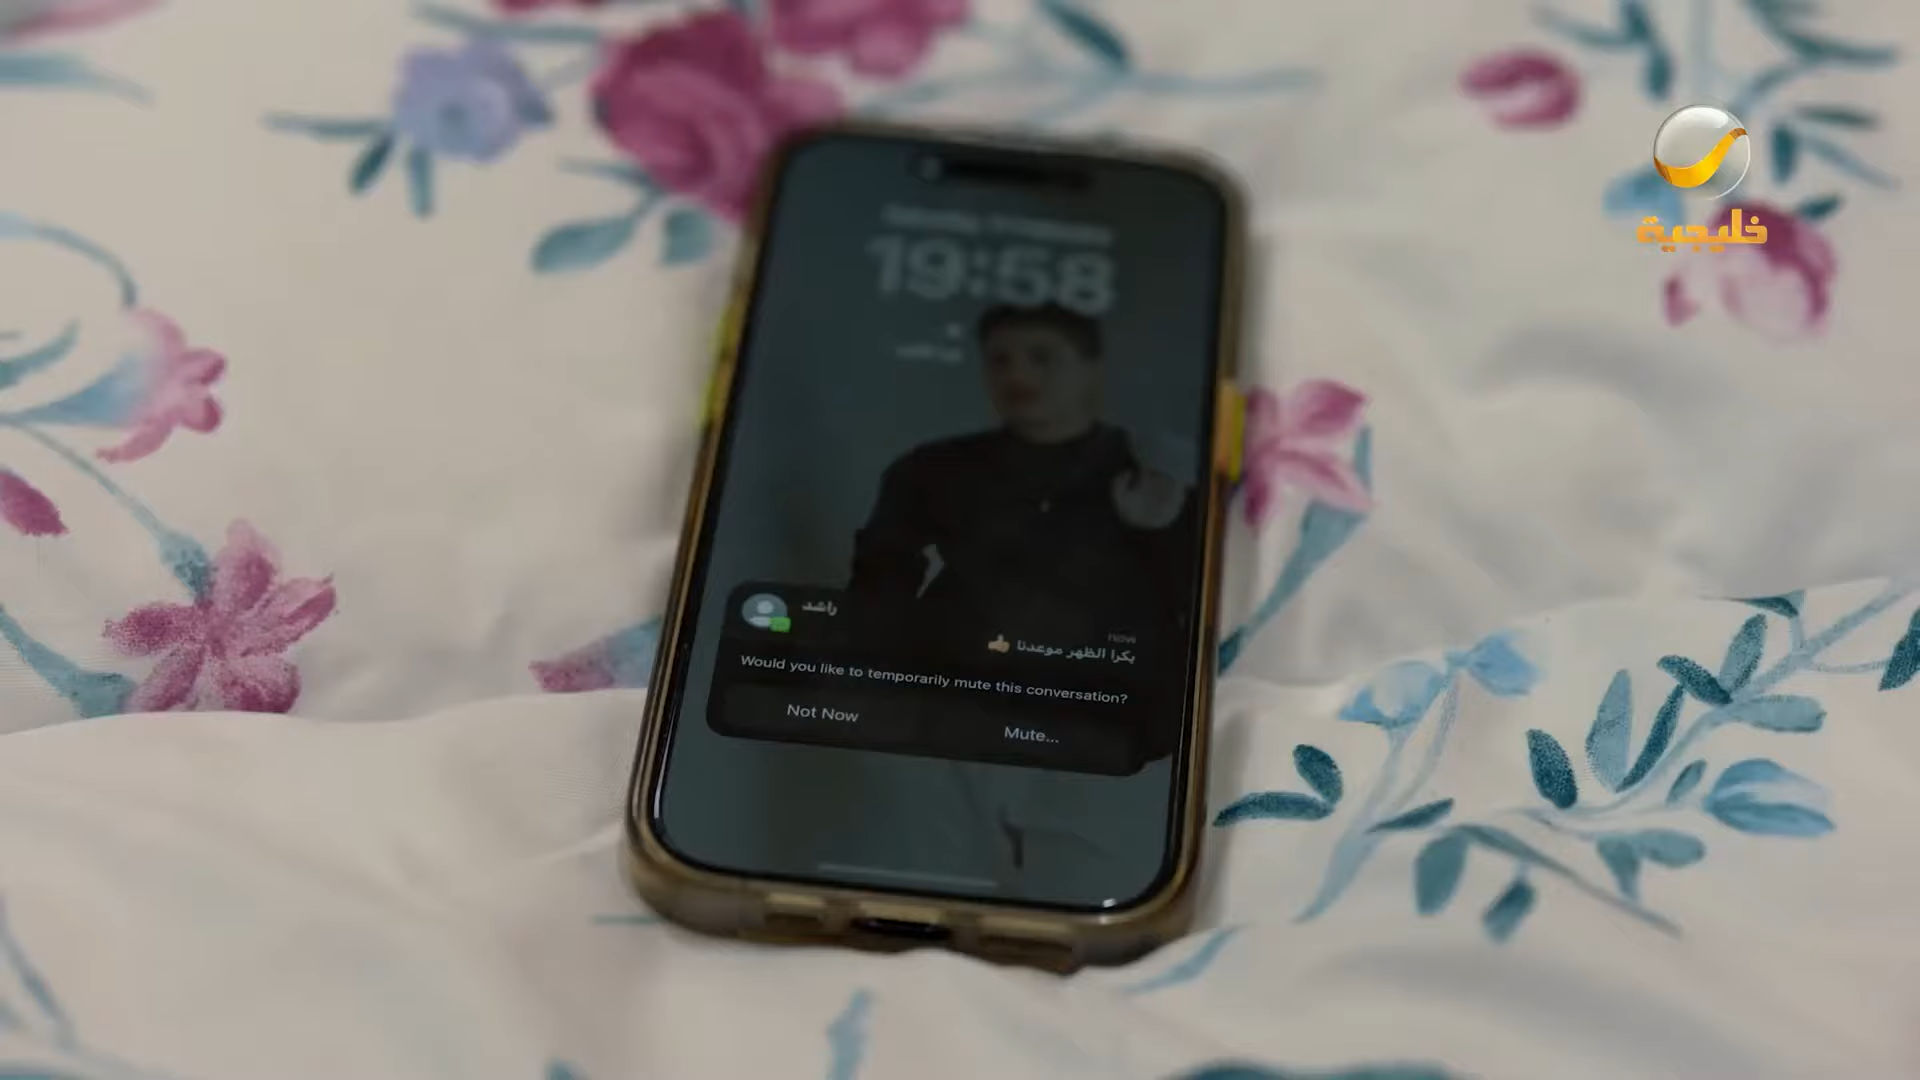 خليجية
19:58
راشد
now
بكرا الظهر موعدنا 👍🏼
Would you like to temporarily mute this conversation?
Not Now
Mute...